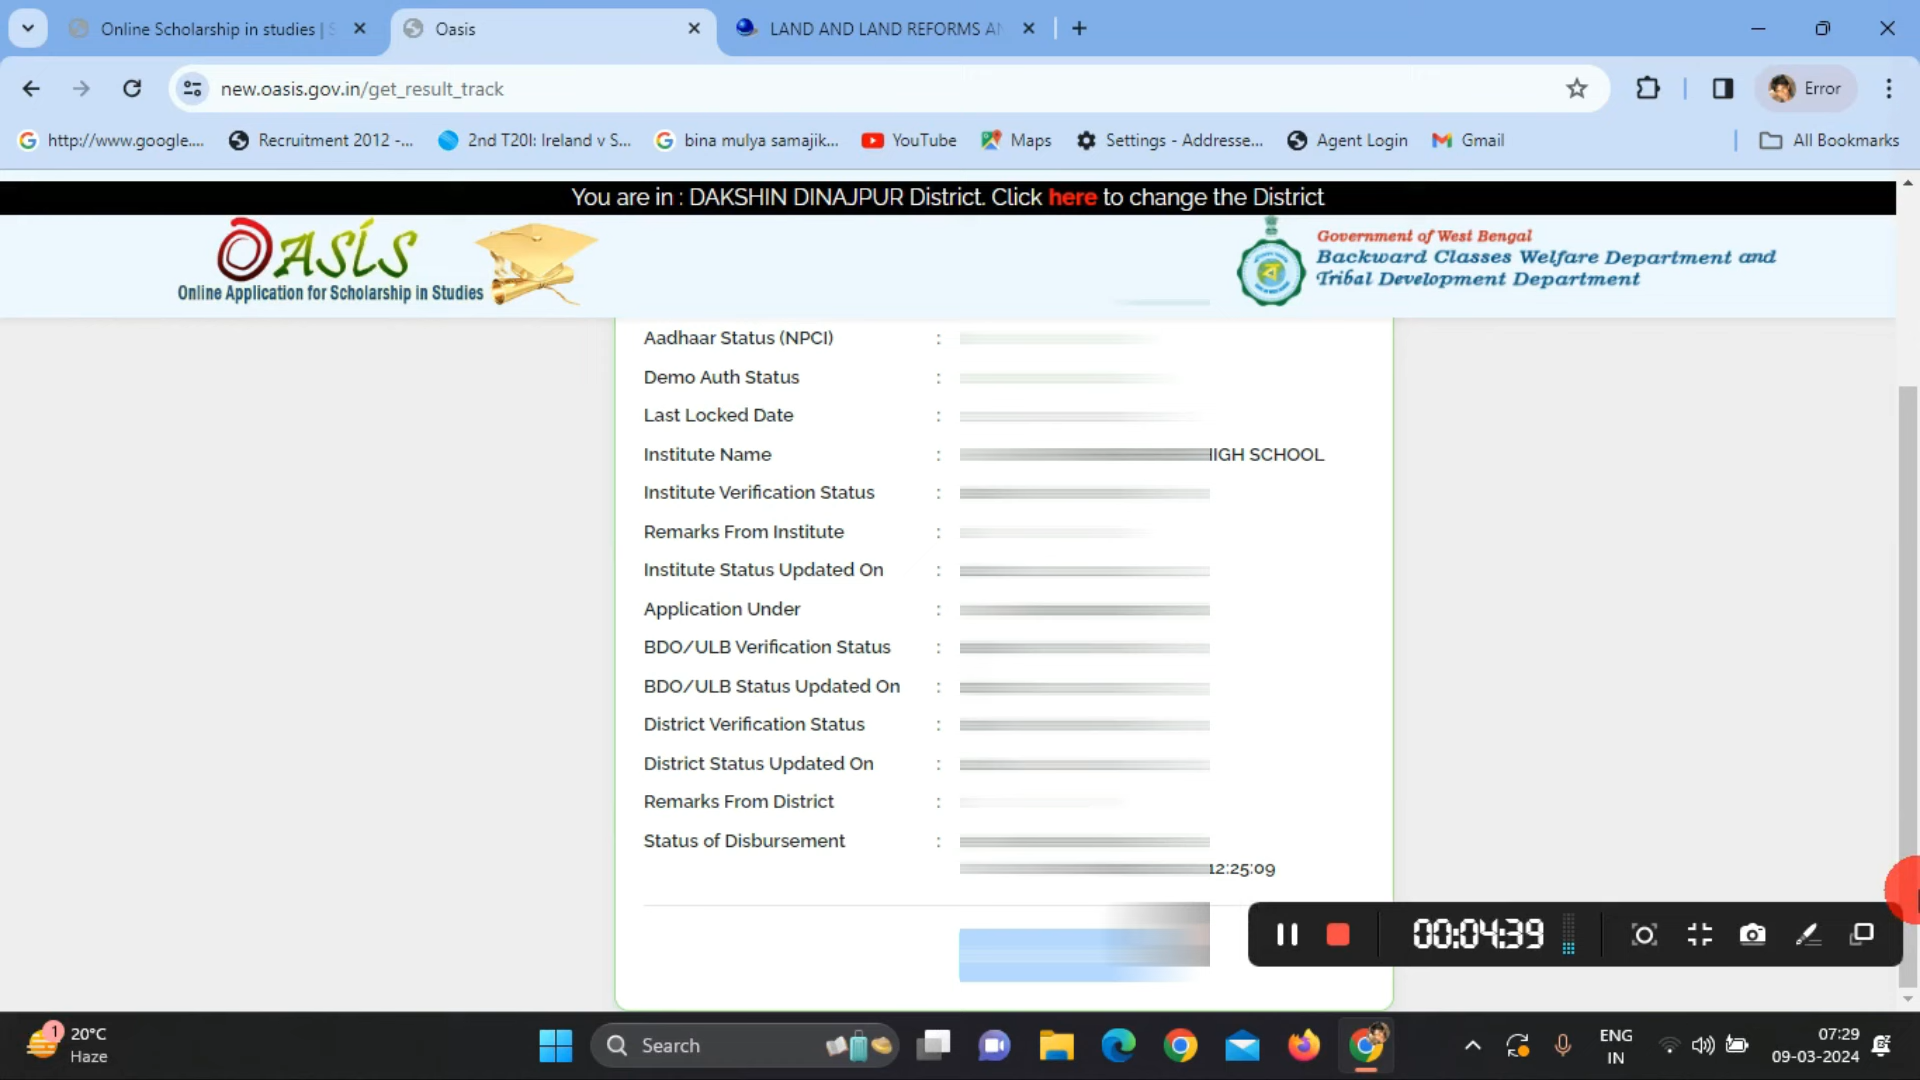 Online Scholarship in studies | S
Oasis
LAND AND LAND REFORMS AN
new.oasis.gov.in/get_result_track
Error
http://www.google....
Recruitment 2012 -...
2nd T20I: Ireland v S...
bina mulya samajik...
YouTube
Maps
Settings - Addresse...
Agent Login
Gmail
All Bookmarks
You are in : DAKSHIN DINAJPUR District. Click here to change the District
OASIS
Online Application for Scholarship in Studies
Government of West Bengal
Backward Classes Welfare Department and
Tribal Development Department
Aadhaar Status (NPCI) :
Demo Auth Status :
Last Locked Date :
Institute Name : HIGH SCHOOL
Institute Verification Status :
Remarks From Institute :
Institute Status Updated On :
Application Under :
BDO/ULB Verification Status :
BDO/ULB Status Updated On :
District Verification Status :
District Status Updated On :
Remarks From District :
Status of Disbursement :
12:25:09
00:04:39
1
20°C
Haze
Search
ENG
IN
07:29
09-03-2024